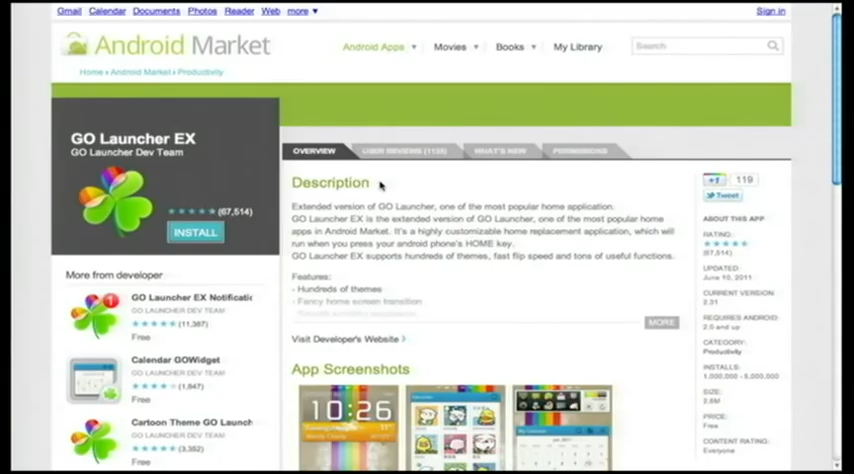 Gmail Calendar Documents Photos Reader Web more ▼ Sign in
Android Market
Android Apps ▼ Movies ▼ Books ▼ My Library
Search
Home › Android Market › Productivity
GO Launcher EX
GO Launcher Dev Team
(67,514)
INSTALL
OVERVIEW USER REVIEWS (1135) WHAT'S NEW PERMISSIONS
Description
Extended version of GO Launcher, one of the most popular home application.
GO Launcher EX is the extended version of GO Launcher, one of the most popular home
apps in Android Market. It's a highly customizable home replacement application, which will
run when you press your android phone's HOME key.
GO Launcher EX supports hundreds of themes, fast flip speed and tons of useful functions.
Features:
- Hundreds of themes
- Fancy home screen transition
MORE
Visit Developer's Website ›
App Screenshots
10:26
More from developer
1
GO Launcher EX Notificatio
GO LAUNCHER DEV TEAM
(11,387)
Free
Calendar GOWidget
GO LAUNCHER DEV TEAM
(1,847)
Free
Cartoon Theme GO Launch
GO LAUNCHER DEV TEAM
(3,352)
Free
+1 119
Tweet
ABOUT THIS APP
RATING:
(67,514)
UPDATED:
June 10, 2011
CURRENT VERSION:
2.31
REQUIRES ANDROID:
2.0 and up
CATEGORY:
Productivity
INSTALLS:
1,000,000 - 5,000,000
SIZE:
2.8M
PRICE:
Free
CONTENT RATING:
Everyone